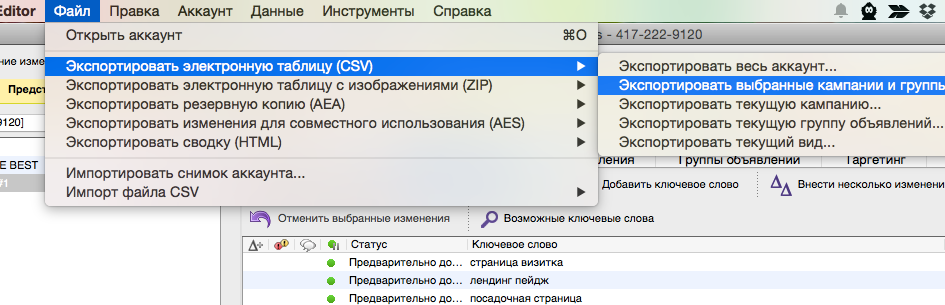 Editor Файл Правка Аккаунт Данные Инструменты Справка
Открыть аккаунт ⌘O
s - 417-222-9120
Экспортировать электронную таблицу (CSV) ▶
Экспортировать весь аккаунт...
Экспортировать электронную таблицу с изображениями (ZIP) ▶
Экспортировать выбранные кампании и группы
Экспортировать резервную копию (AEA) ▶
Экспортировать текущую кампанию...
Экспортировать изменения для совместного использования (AES) ▶
Экспортировать текущую группу объявлений...
Экспортировать сводку (HTML) ▶
Экспортировать текущий вид...
ние измен
Предст
9120]
E BEST
#1
Импортировать снимок аккаунта...
Импорт файла CSV ▶
ления Группы объявлений Таргетинг
Добавить ключевое слово Внести несколько изменени
Отменить выбранные изменения Возможные ключевые слова
Статус Ключевое слово
Предварительно до... страница визитка
Предварительно до... лендинг пейдж
Предварительно до... посадочная страница